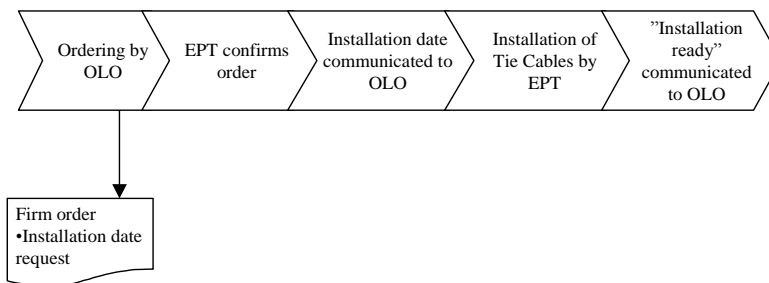 Ordering by
OLO
EPT confirms
order
Installation date
communicated to
OLO
Installation of
Tie Cables by
EPT
”Installation
ready”
communicated
to OLO
Firm order
•Installation date
request